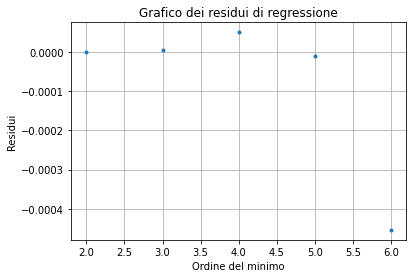 Grafico dei residui di regressione
0.0000
−0.0001
−0.0002
−0.0003
−0.0004
Residui
2.0 2.5 3.0 3.5 4.0 4.5 5.0 5.5 6.0
Ordine del minimo